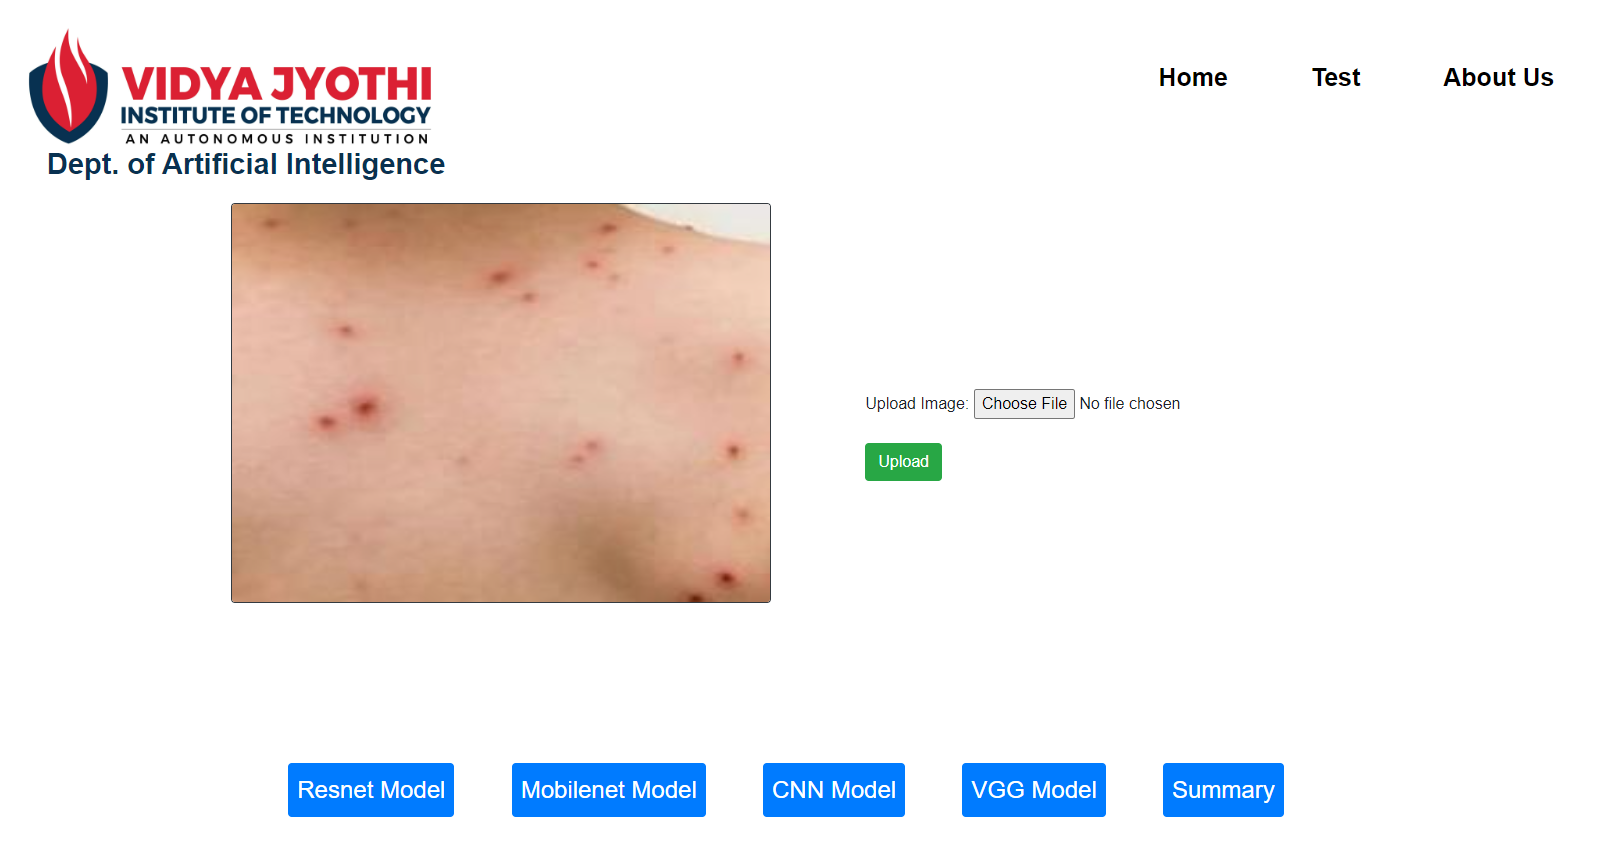 VIDYA JYOTHI
INSTITUTE OF TECHNOLOGY
AN AUTONOMOUS INSTITUTION
Dept. of Artificial Intelligence
Home Test About Us
Upload Image: Choose File No file chosen
Upload
Resnet Model Mobilenet Model CNN Model VGG Model Summary